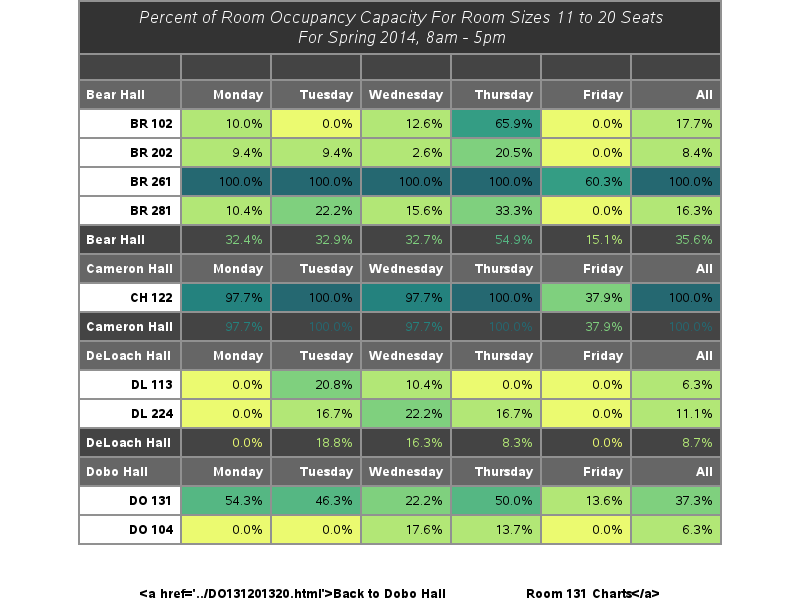 Percent of Room Occupancy Capacity For Room Sizes 11 to 20 Seats
For Spring 2014, 8am - 5pm
Bear Hall Monday Tuesday Wednesday Thursday Friday All
BR 102 10.0% 0.0% 12.6% 65.9% 0.0% 17.7%
BR 202 9.4% 9.4% 2.6% 20.5% 0.0% 8.4%
BR 261 100.0% 100.0% 100.0% 100.0% 60.3% 100.0%
BR 281 10.4% 22.2% 15.6% 33.3% 0.0% 16.3%
Bear Hall 32.4% 32.9% 32.7% 54.9% 15.1% 35.6%
Cameron Hall Monday Tuesday Wednesday Thursday Friday All
CH 122 97.7% 100.0% 97.7% 100.0% 37.9% 100.0%
Cameron Hall 97.7% 100.0% 97.7% 100.0% 37.9% 100.0%
DeLoach Hall Monday Tuesday Wednesday Thursday Friday All
DL 113 0.0% 20.8% 10.4% 0.0% 0.0% 6.3%
DL 224 0.0% 16.7% 22.2% 16.7% 0.0% 11.1%
DeLoach Hall 0.0% 18.8% 16.3% 8.3% 0.0% 8.7%
Dobo Hall Monday Tuesday Wednesday Thursday Friday All
DO 131 54.3% 46.3% 22.2% 50.0% 13.6% 37.3%
DO 104 0.0% 0.0% 17.6% 13.7% 0.0% 6.3%
<a href='../DO131201320.html'>Back to Dobo Hall Room 131 Charts</a>